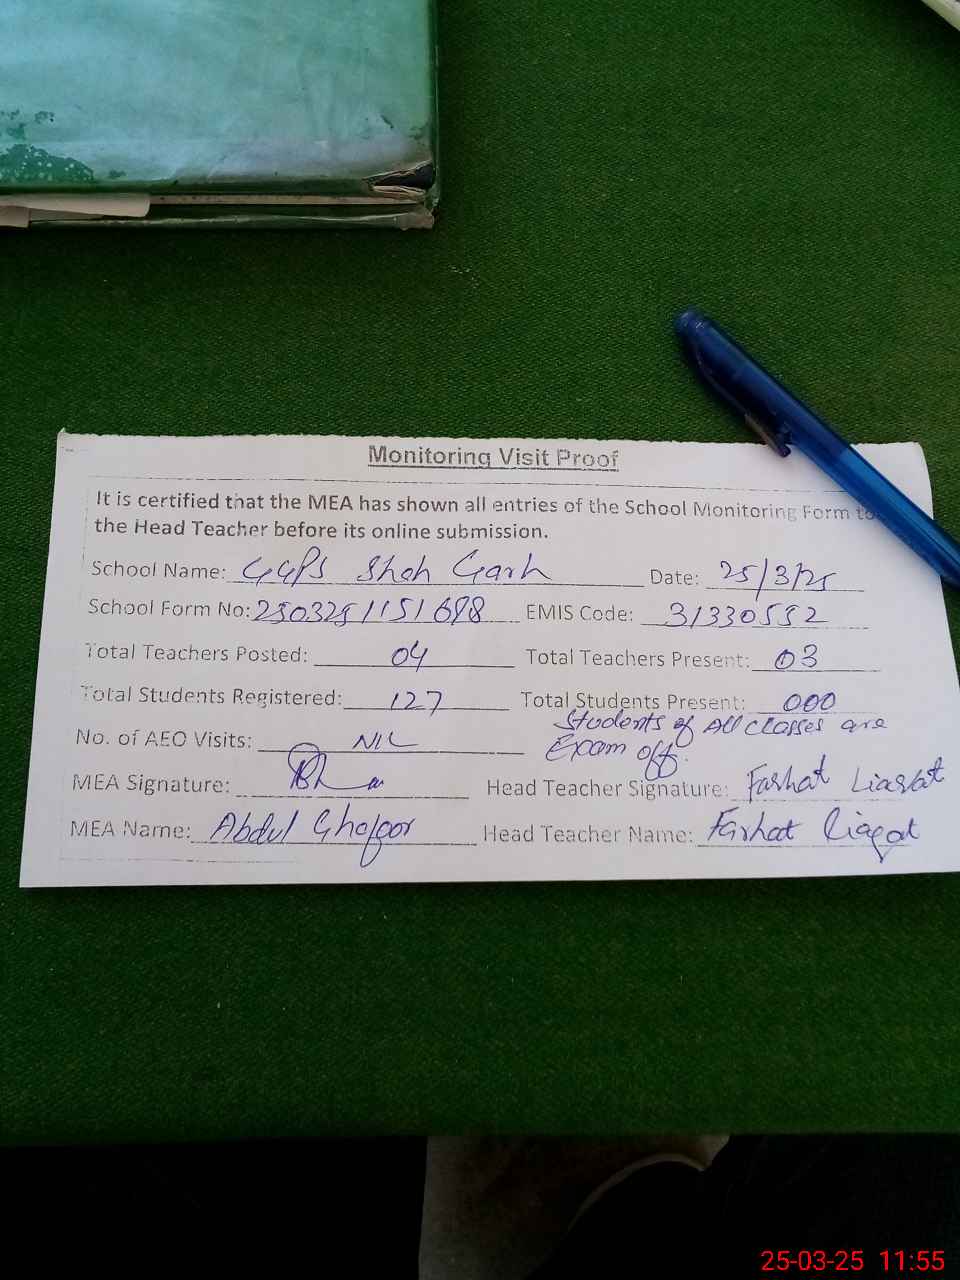 Monitoring Visit Proof
It is certified that the MEA has shown all entries of the School Monitoring Form to
the Head Teacher before its online submission.
School Name: GGPS Shah Garh Date: 25/3/25
School Form No: 2503251151698 EMIS Code: 31330552
Total Teachers Posted: 04 Total Teachers Present: 03
Total Students Registered: 127 Total Students Present: 000
Students of All Classes are
No. of AEO Visits: NIL Exam off.
MEA Signature: Head Teacher Signature: Farhat Liaqat
MEA Name: Abdul Ghafoor Head Teacher Name: Farhat Liaqat
25-03-25 11:55